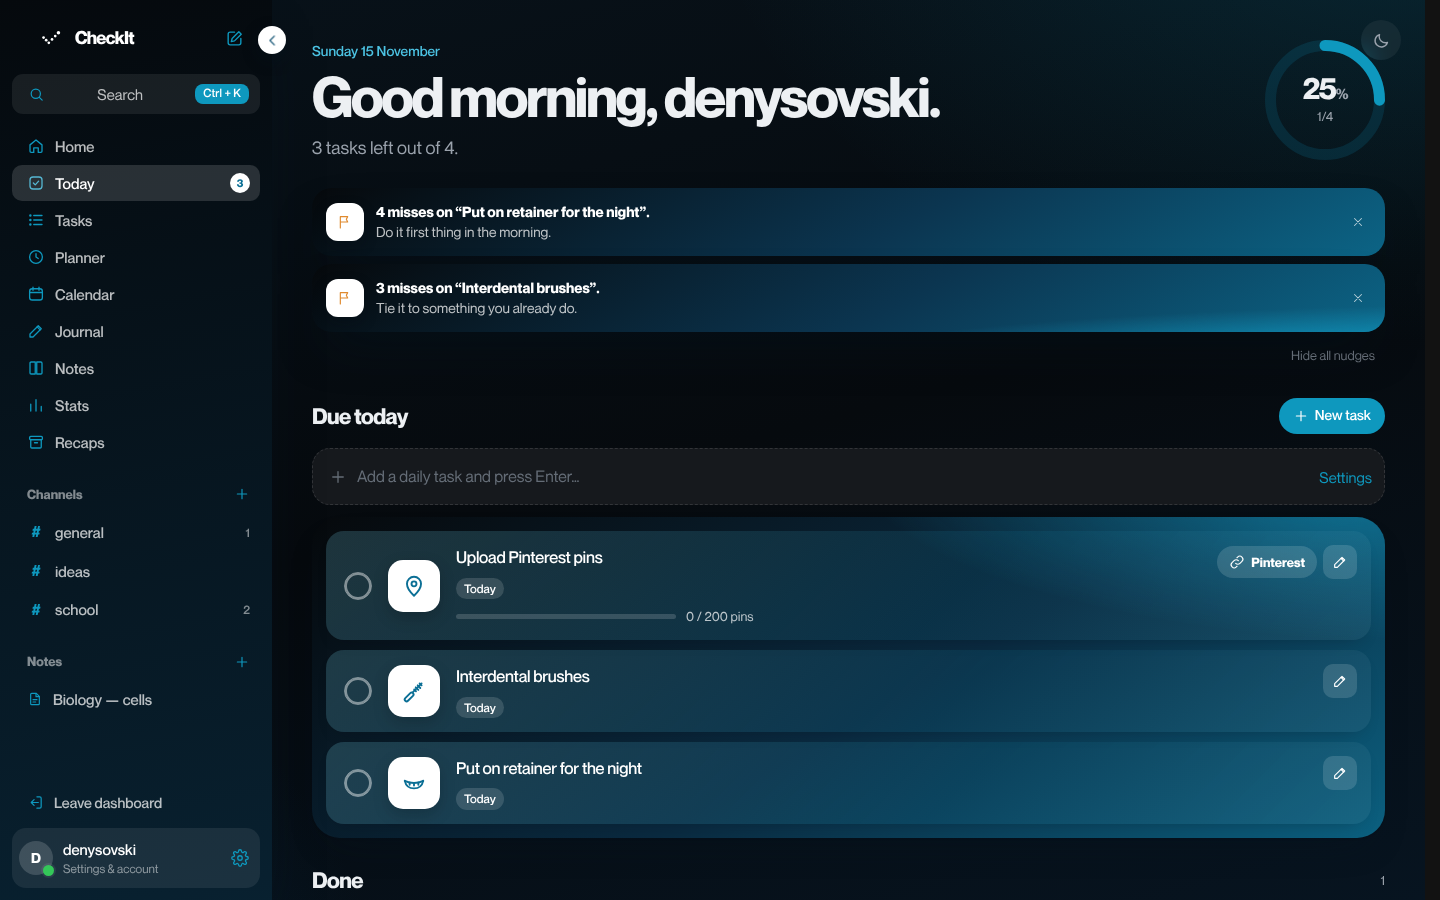 CheckIt
Search
Ctrl + K
Home
Today
3
Tasks
Planner
Calendar
Journal
Notes
Stats
Recaps
Channels
# general
1
# ideas
# school
2
Notes
Biology — cells
Leave dashboard
D
denysovski
Settings & account
Sunday 15 November
Good morning, denysovski.
3 tasks left out of 4.
25%
1/4
4 misses on “Put on retainer for the night”.
Do it first thing in the morning.
3 misses on “Interdental brushes”.
Tie it to something you already do.
Hide all nudges
Due today
New task
Add a daily task and press Enter...
Settings
Upload Pinterest pins
Today
0 / 200 pins
Pinterest
Interdental brushes
Today
Put on retainer for the night
Today
Done
1